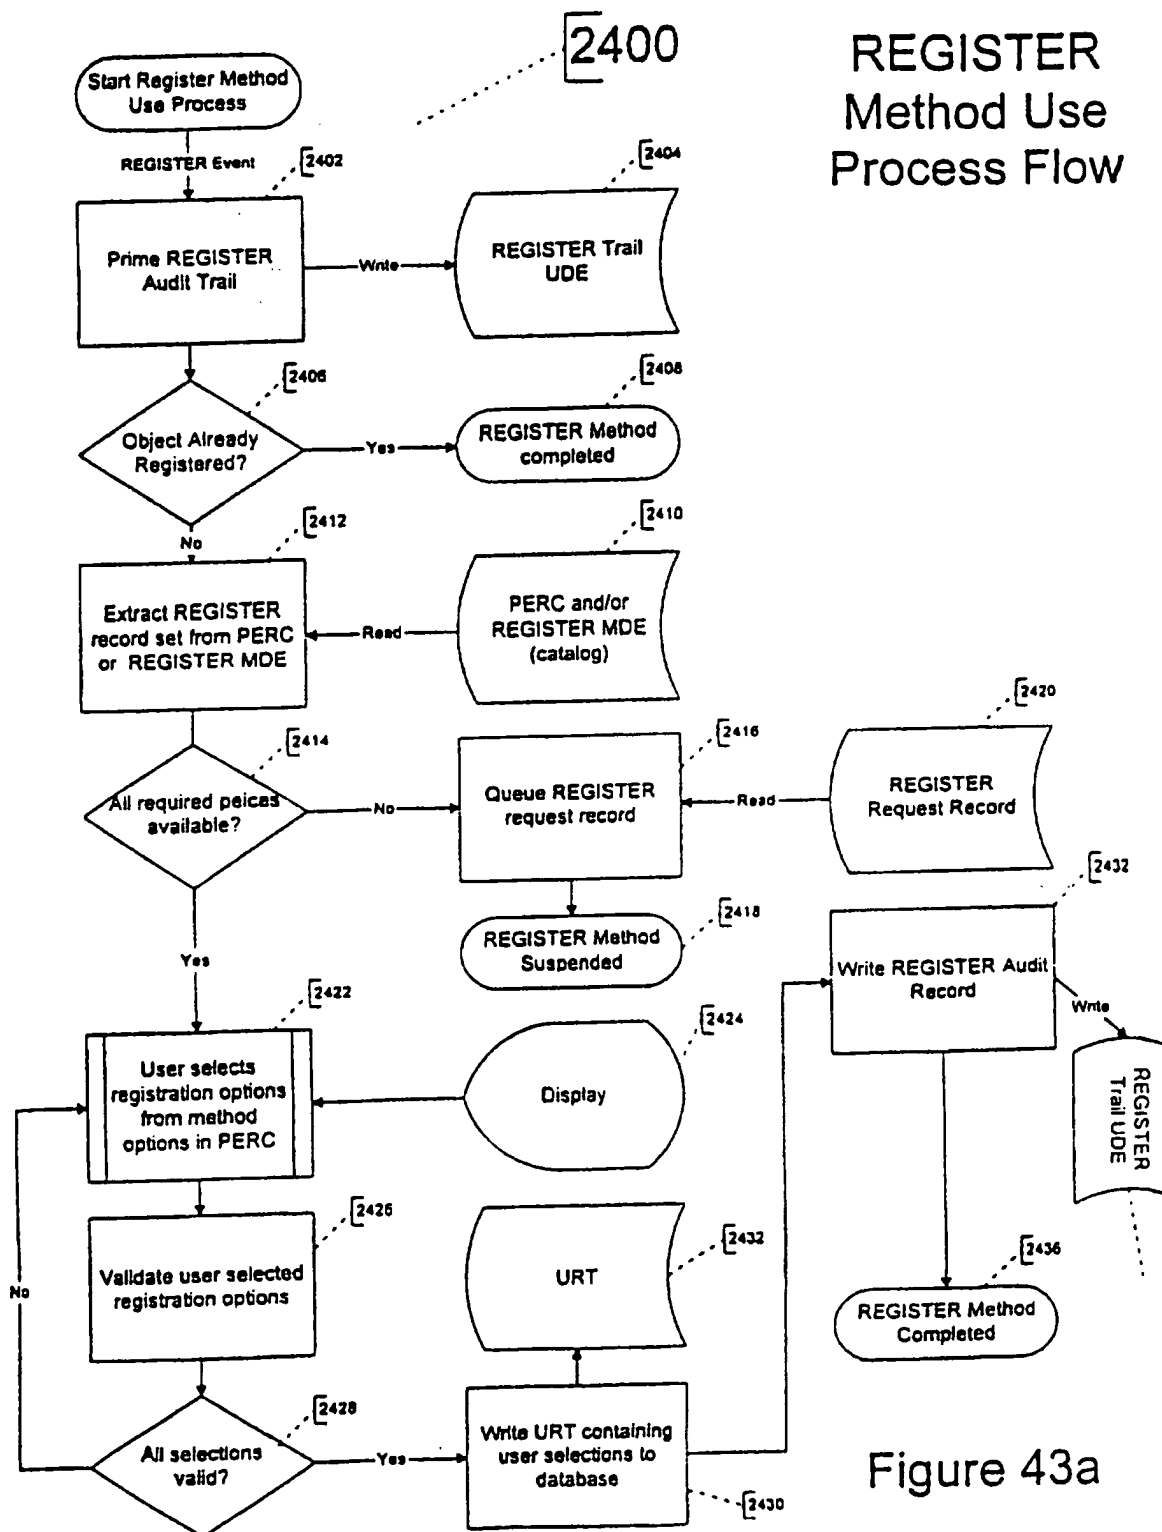 2400
REGISTER
Method Use
Process Flow
Start Register Method
Use Process
REGISTER Event
2402
2404
Prime REGISTER
Audit Trail
Write
REGISTER Trail
UDE
2406
2408
Object Already
Registered?
Yes
REGISTER Method
completed
No
2412
2410
Extract REGISTER
record set from PERC
or REGISTER MDE
Read
PERC and/or
REGISTER MDE
(catalog)
2414
2416
2420
All required peices
available?
No
Queue REGISTER
request record
Read
REGISTER
Request Record
2418
REGISTER Method
Suspended
2432
Write REGISTER Audit
Record
Write
REGISTER
Trail UDE
Yes
2422
2424
User selects
registration options
from method
options in PERC
Display
2426
2432
Validate user selected
registration options
URT
No
2436
REGISTER Method
Completed
2428
All selections
valid?
Yes
Write URT containing
user selections to
database
2430
Figure 43a